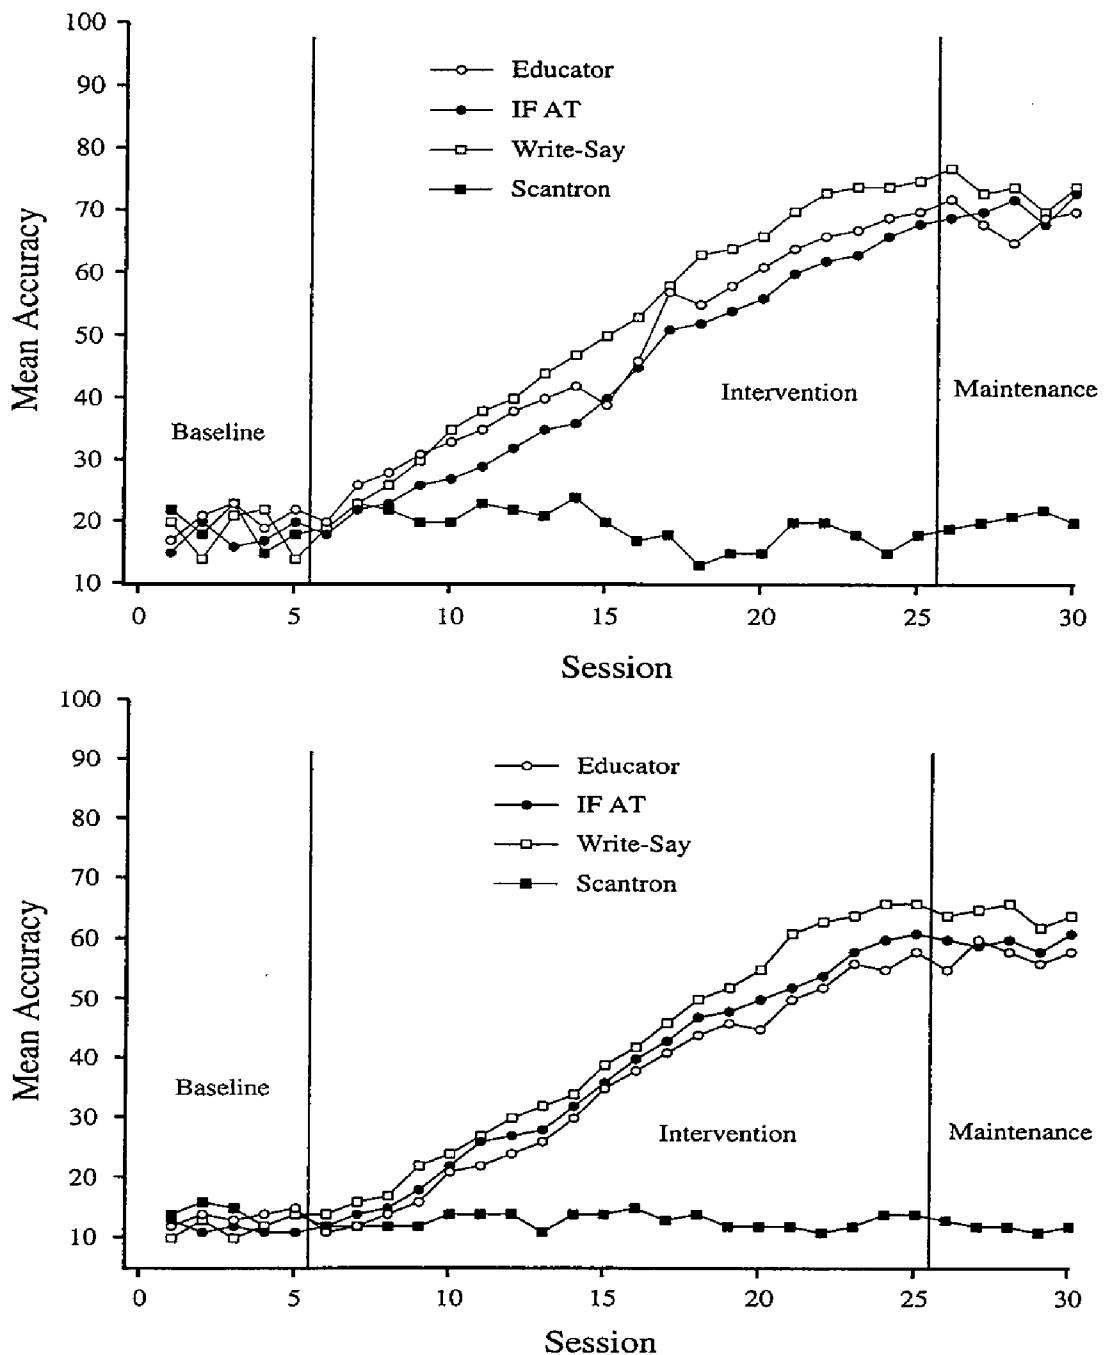 100
90
80
70
60
50
40
30
20
10
Mean Accuracy
Educator
IF AT
Write-Say
Scantron
Baseline
Intervention
Maintenance
0 5 10 15 20 25 30
Session
100
90
80
70
60
50
40
30
20
10
Mean Accuracy
Educator
IF AT
Write-Say
Scantron
Baseline
Intervention
Maintenance
0 5 10 15 20 25 30
Session